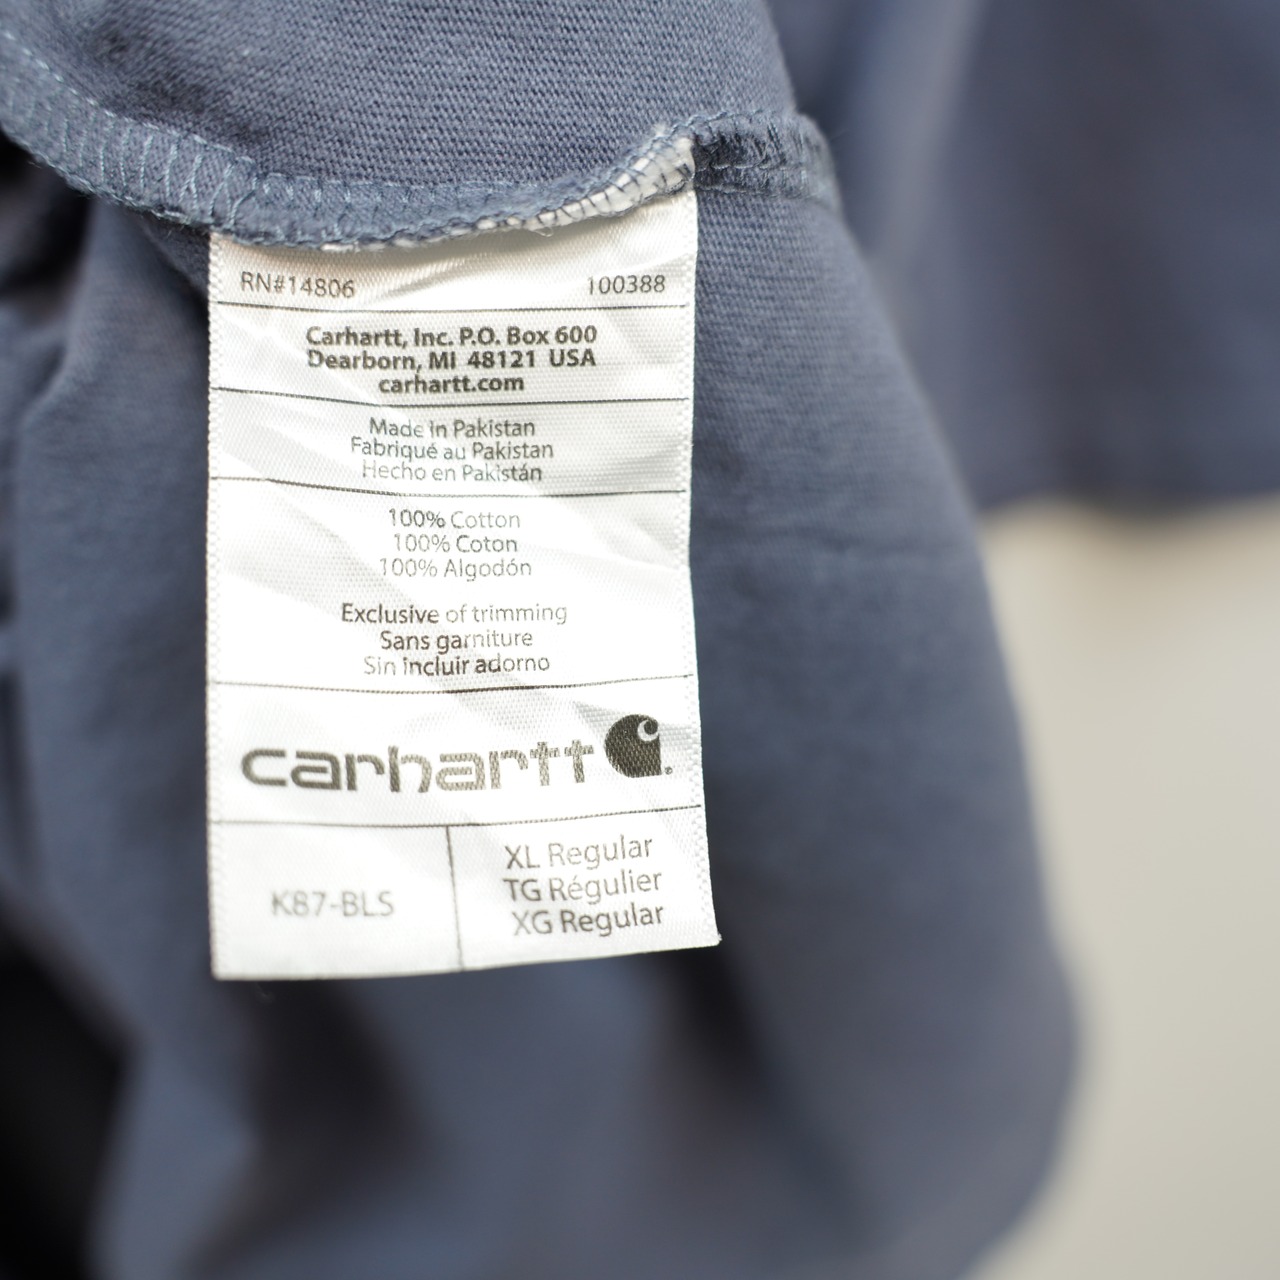 RN#14806 100388
Carhartt, Inc. P.O. Box 600
Dearborn, MI 48121 USA
carhartt.com
Made in Pakistan
Fabriqué au Pakistan
Hecho en Pakistán
100% Cotton
100% Coton
100% Algodón
Exclusive of trimming
Sans garniture
Sin incluir adorno
carhartt
K87-BLS
XL Regular
TG Régulier
XG Regular